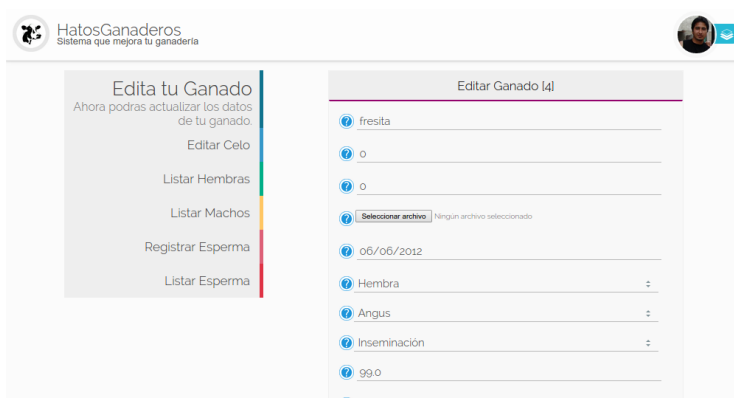 HatosGanaderos
Sistema que mejora tu ganadería
Edita tu Ganado
Ahora podras actualizar los datos
de tu ganado.
Editar Celo
Listar Hembras
Listar Machos
Registrar Esperma
Listar Esperma
Editar Ganado [4]
? fresita
? 0
? 0
? Seleccionar archivo Ningún archivo seleccionado
? 06/06/2012
? Hembra
? Angus
? Inseminación
? 99.0